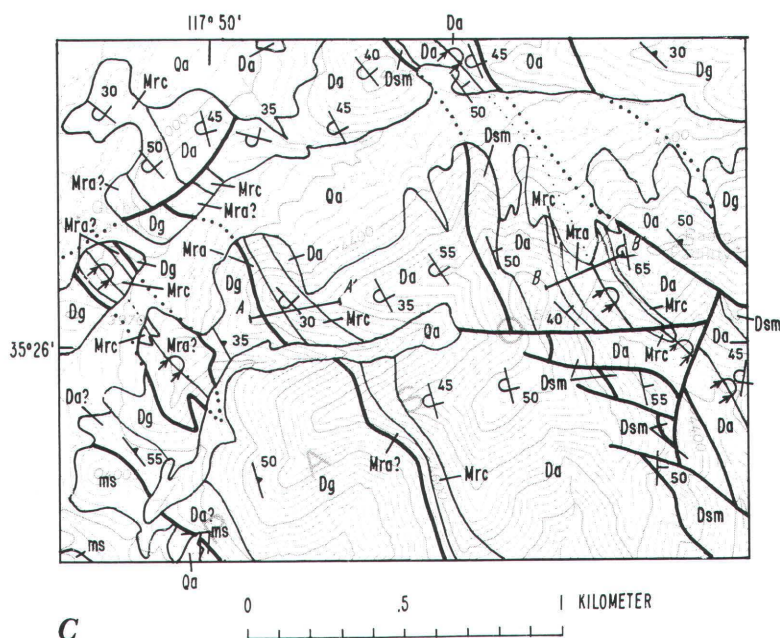 117° 50'
Da
Qa Da 40 Da 45 Qa 30
Mrc Dsm Dg
30 45 35 45 50
Da Dsm
50
Mra? Mrc Mrc
Dg Mra? Qa Da Mra Qa 50 Dg
Mra? Mra Da 55 B'
Dg Dg Da 50 B 65
Mrc A A' Da
Dg 30 Mrc 35 40 Mrc Dsm
35° 26' Mrc Mra? 35 Qa Da Mrc Da
45
Da? 45 50 Dsm 55
Dg Da
55 50 Mra? Mrc Dsm
ms Dg Da 50
Da? Dsm
ms ms
Qa
C
0 .5 1 KILOMETER